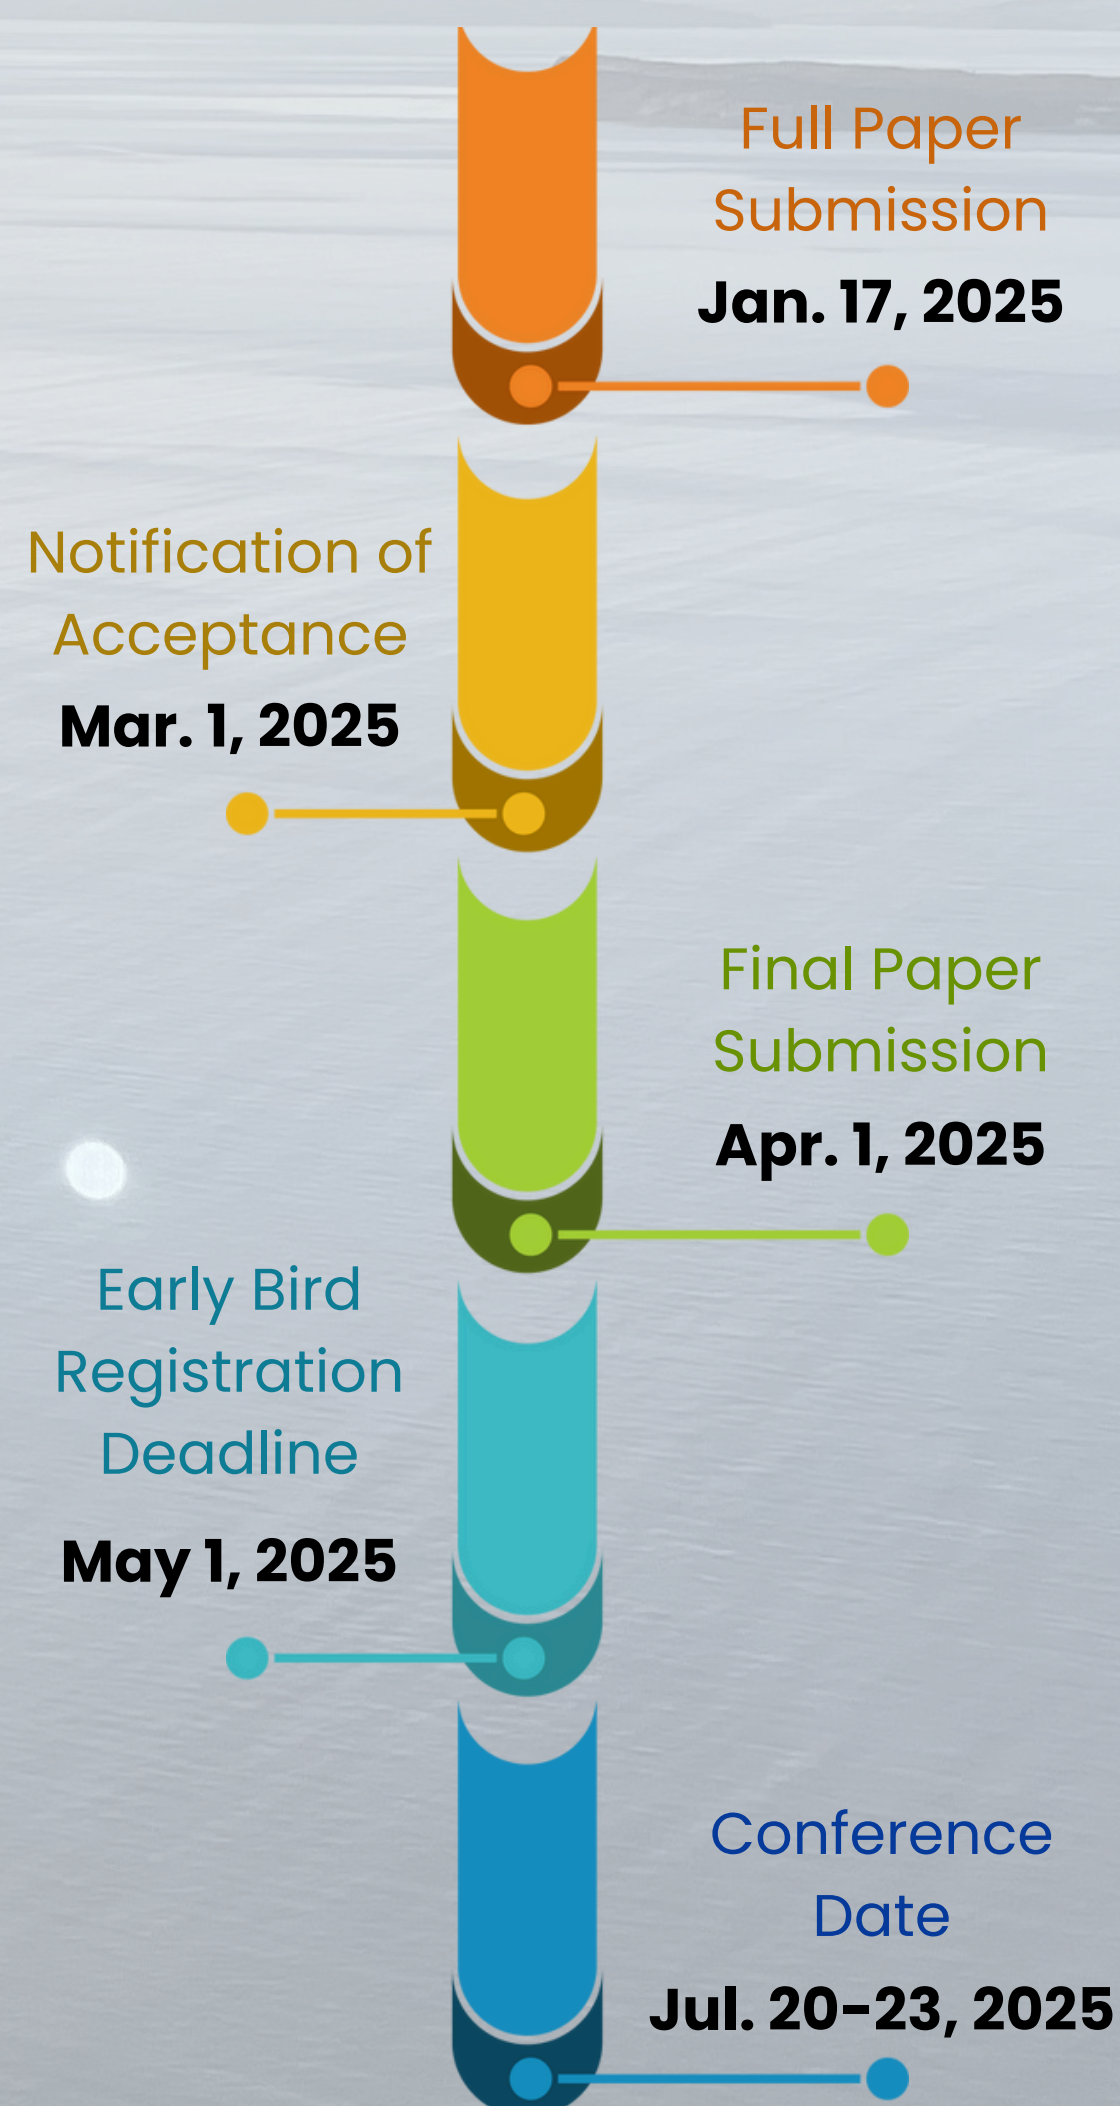 Full Paper
Submission
Jan. 17, 2025
Notification of
Acceptance
Mar. 1, 2025
Final Paper
Submission
Apr. 1, 2025
Early Bird
Registration
Deadline
May 1, 2025
Conference
Date
Jul. 20-23, 2025